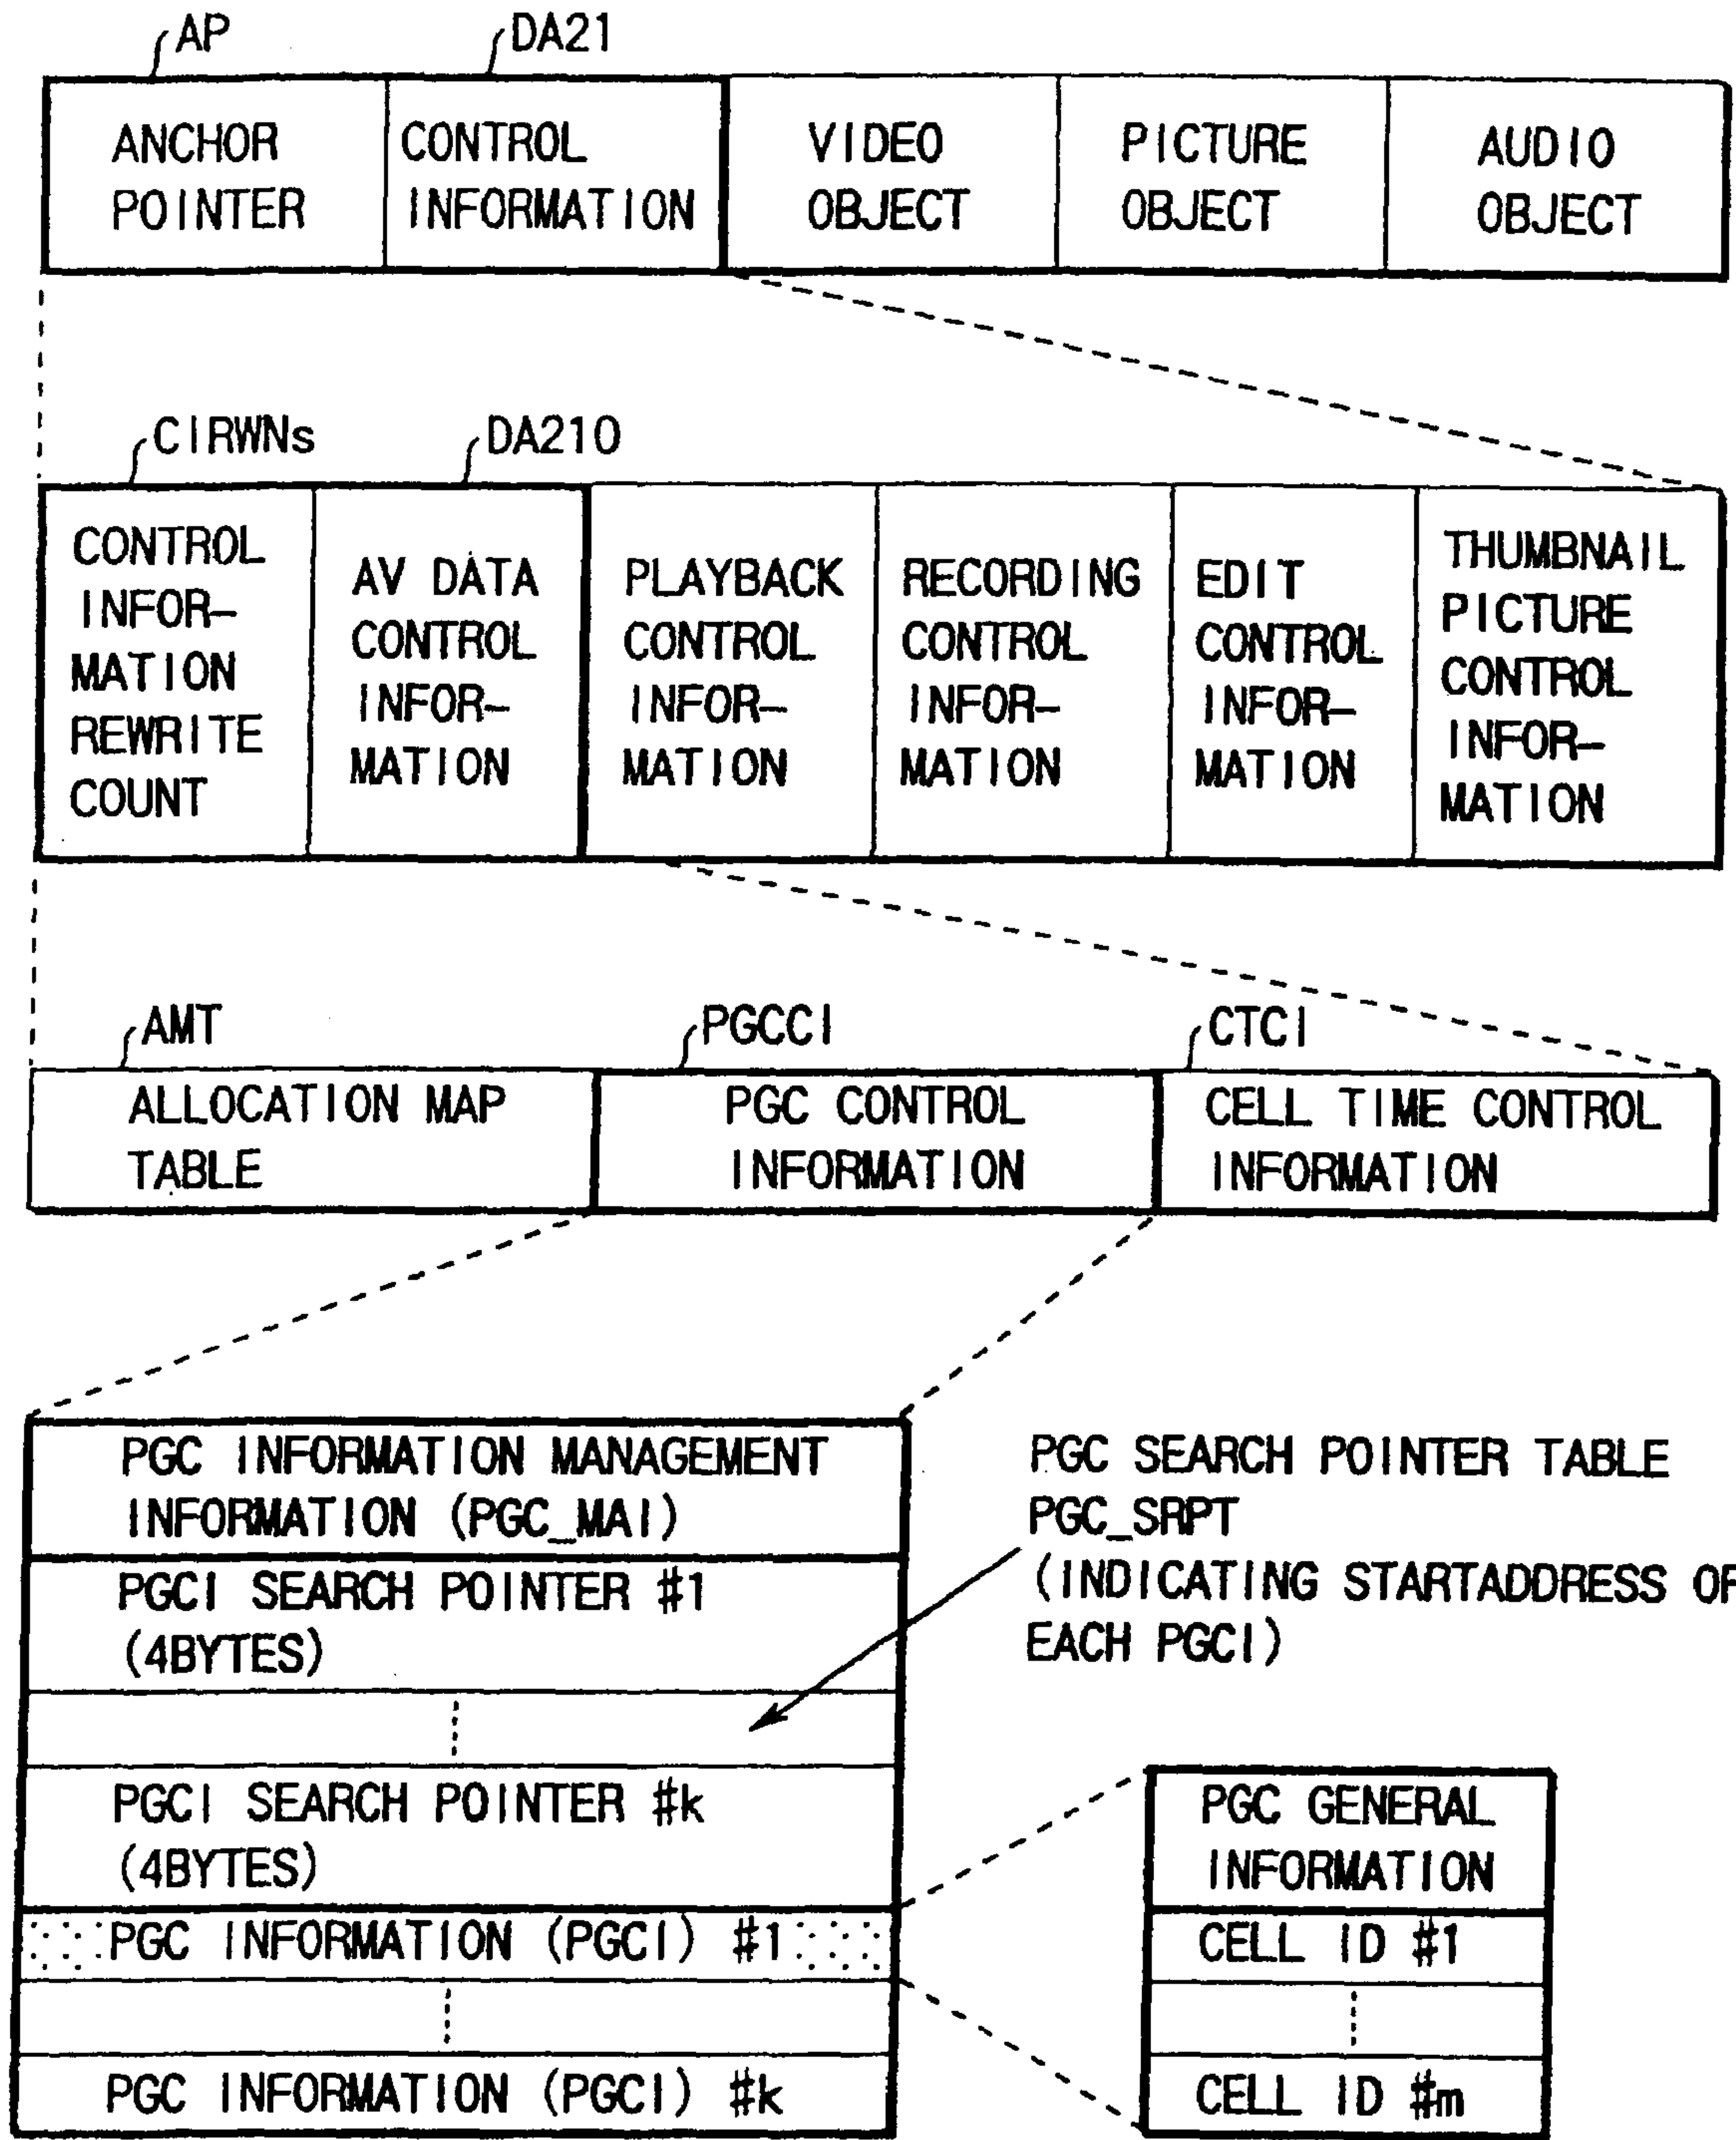 AP
DA21
ANCHOR
POINTER
CONTROL
INFORMATION
VIDEO
OBJECT
PICTURE
OBJECT
AUDIO
OBJECT
CIRWNs
DA210
CONTROL
INFOR-
MATION
REWRITE
COUNT
AV DATA
CONTROL
INFOR-
MATION
PLAYBACK
CONTROL
INFOR-
MATION
RECORDING
CONTROL
INFOR-
MATION
EDIT
CONTROL
INFOR-
MATION
THUMBNAIL
PICTURE
CONTROL
INFOR-
MATION
AMT
PGCCI
CTCI
ALLOCATION MAP
TABLE
PGC CONTROL
INFORMATION
CELL TIME CONTROL
INFORMATION
PGC INFORMATION MANAGEMENT
INFORMATION (PGC_MAI)
PGCI SEARCH POINTER #1
(4BYTES)
PGCI SEARCH POINTER #k
(4BYTES)
PGC INFORMATION (PGCI) #1
PGC INFORMATION (PGCI) #k
PGC SEARCH POINTER TABLE
PGC_SRPT
(INDICATING STARTADDRESS OF
EACH PGCI)
PGC GENERAL
INFORMATION
CELL ID #1
CELL ID #m